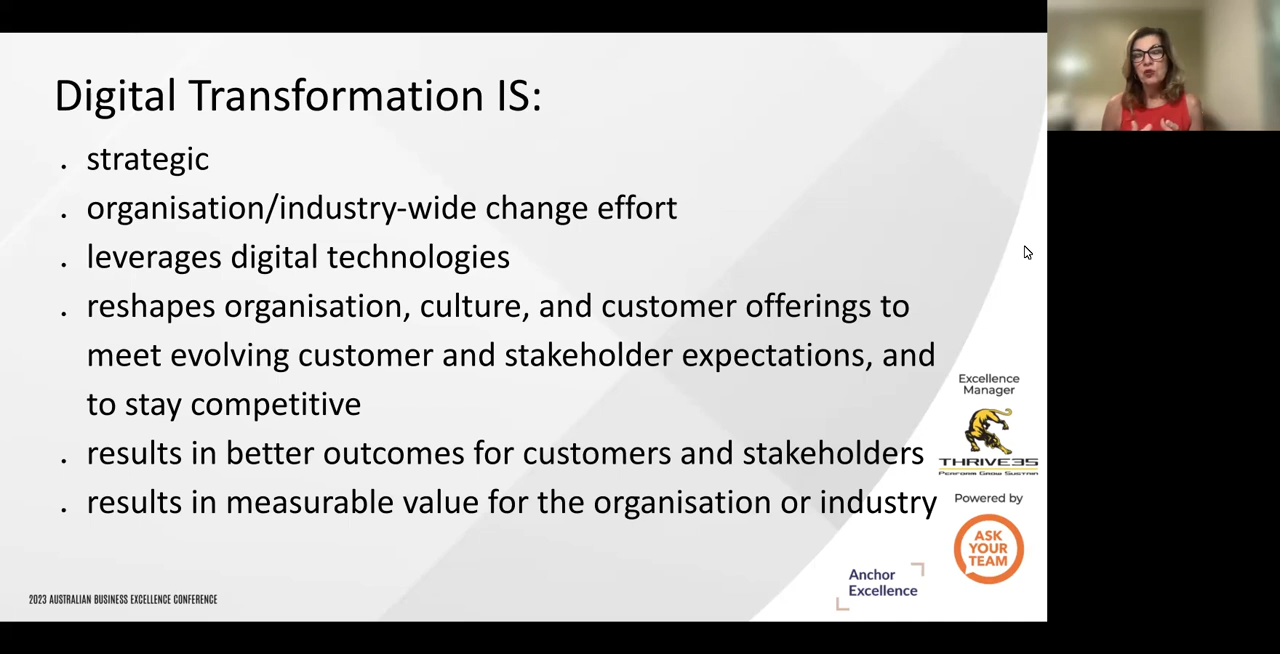 Digital Transformation IS:
. strategic
. organisation/industry-wide change effort
. leverages digital technologies
. reshapes organisation, culture, and customer offerings to
meet evolving customer and stakeholder expectations, and
to stay competitive
. results in better outcomes for customers and stakeholders
. results in measurable value for the organisation or industry
Excellence
Manager
THRIVE35
Perform Grow Sustain
Powered by
ASK
YOUR
TEAM
Anchor
Excellence
2023 AUSTRALIAN BUSINESS EXCELLENCE CONFERENCE